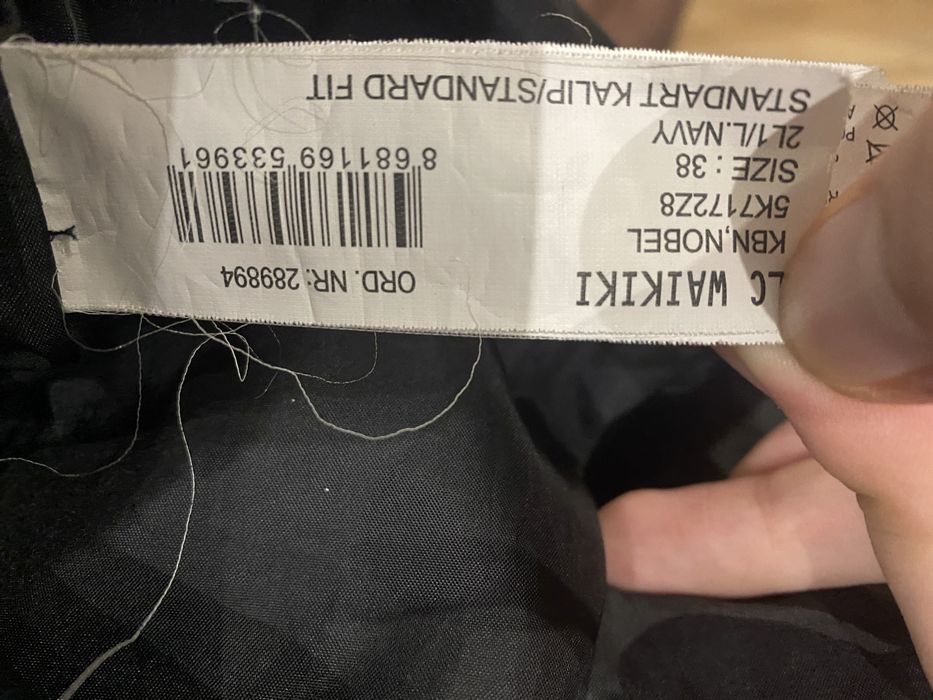 LC WAIKIKI
KBN,NOBEL
5K7172Z8
SIZE : 38
2L1/L.NAVY
STANDART KALIP/STANDARD FIT
ORD. NR: 289894
8 681169 533961